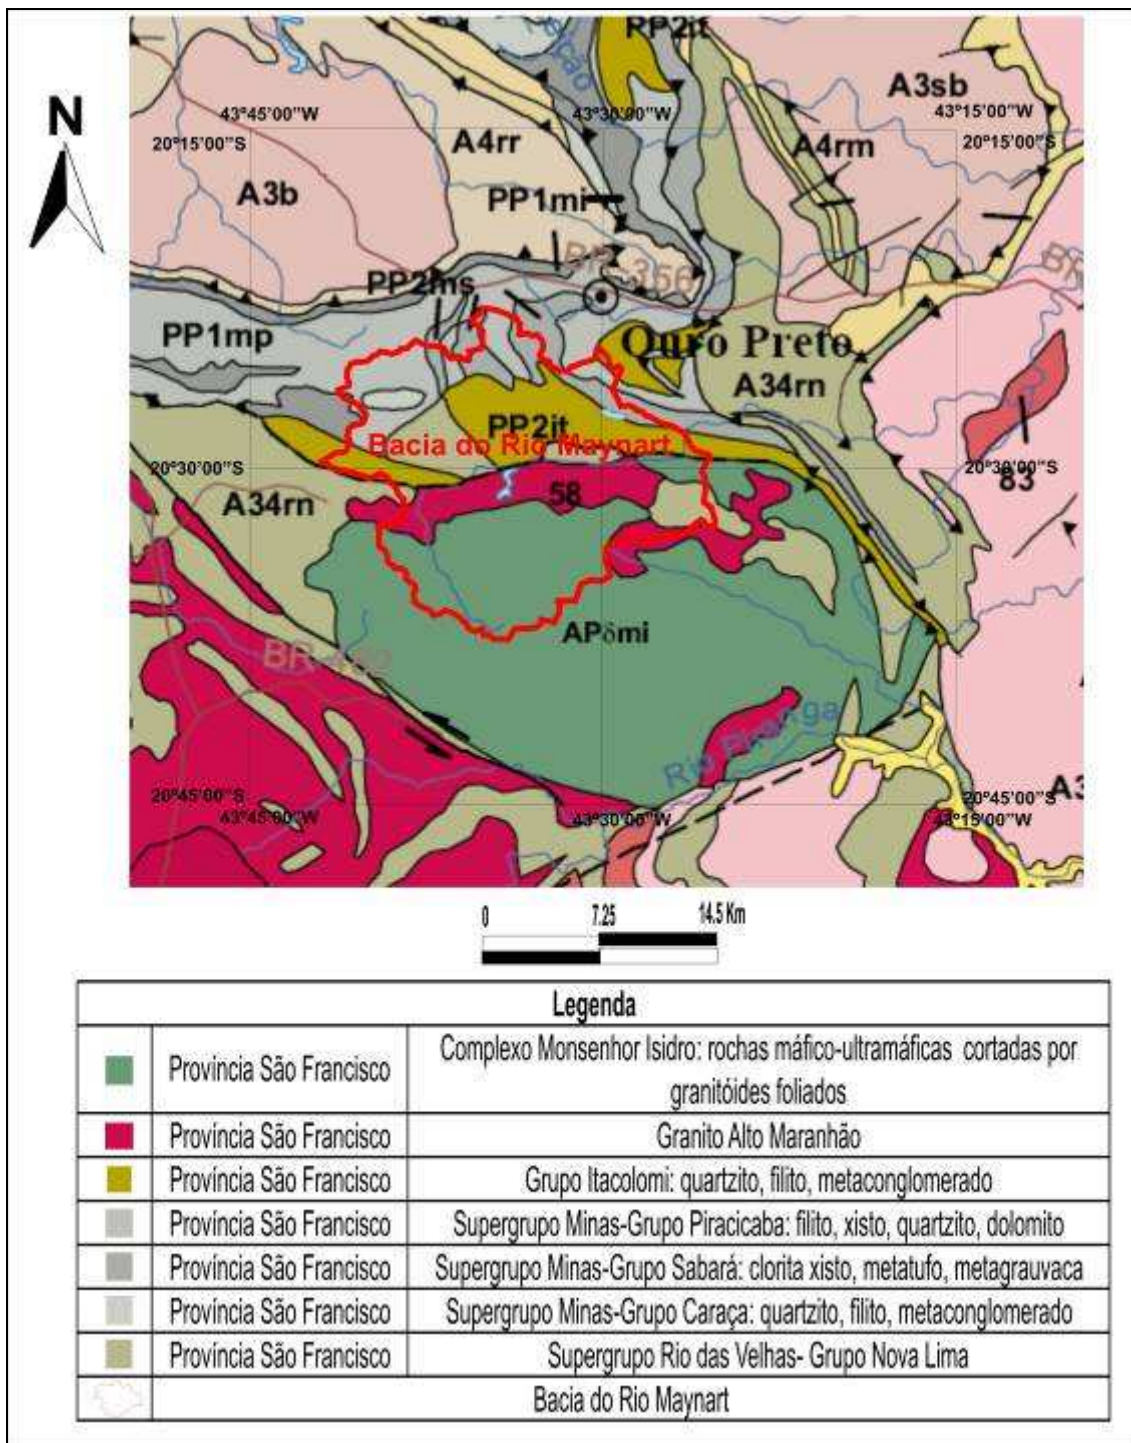 PP2it
N
A3sb
43°45'00"W
43°30'00"W
43°15'00"W
20°15'00"S
A4rr
A4rm
20°15'00"S
A3b
PP1mi
BR-356
BR
PP2ms
PP1mp
Ouro Preto
A34rn
PP2it
Bacia do Rio Maynart
20°30'00"S
20°30'00"S
58
83
A34rn
APδmi
BR
Rio Piranga
20°45'00"S
20°45'00"S
A3
43°45'00"W
43°30'00"W
43°15'00"W
0 7.25 14.5 Km
Legenda
Província São Francisco
Complexo Monsenhor Isidro: rochas máfico-ultramáficas cortadas por
granitóides foliados
Província São Francisco Granito Alto Maranhão
Província São Francisco Grupo Itacolomi: quartzito, filito, metaconglomerado
Província São Francisco Supergrupo Minas-Grupo Piracicaba: filito, xisto, quartzito, dolomito
Província São Francisco Supergrupo Minas-Grupo Sabará: clorita xisto, metatufo, metagrauvaca
Província São Francisco Supergrupo Minas-Grupo Caraça: quartzito, filito, metaconglomerado
Província São Francisco Supergrupo Rio das Velhas- Grupo Nova Lima
Bacia do Rio Maynart